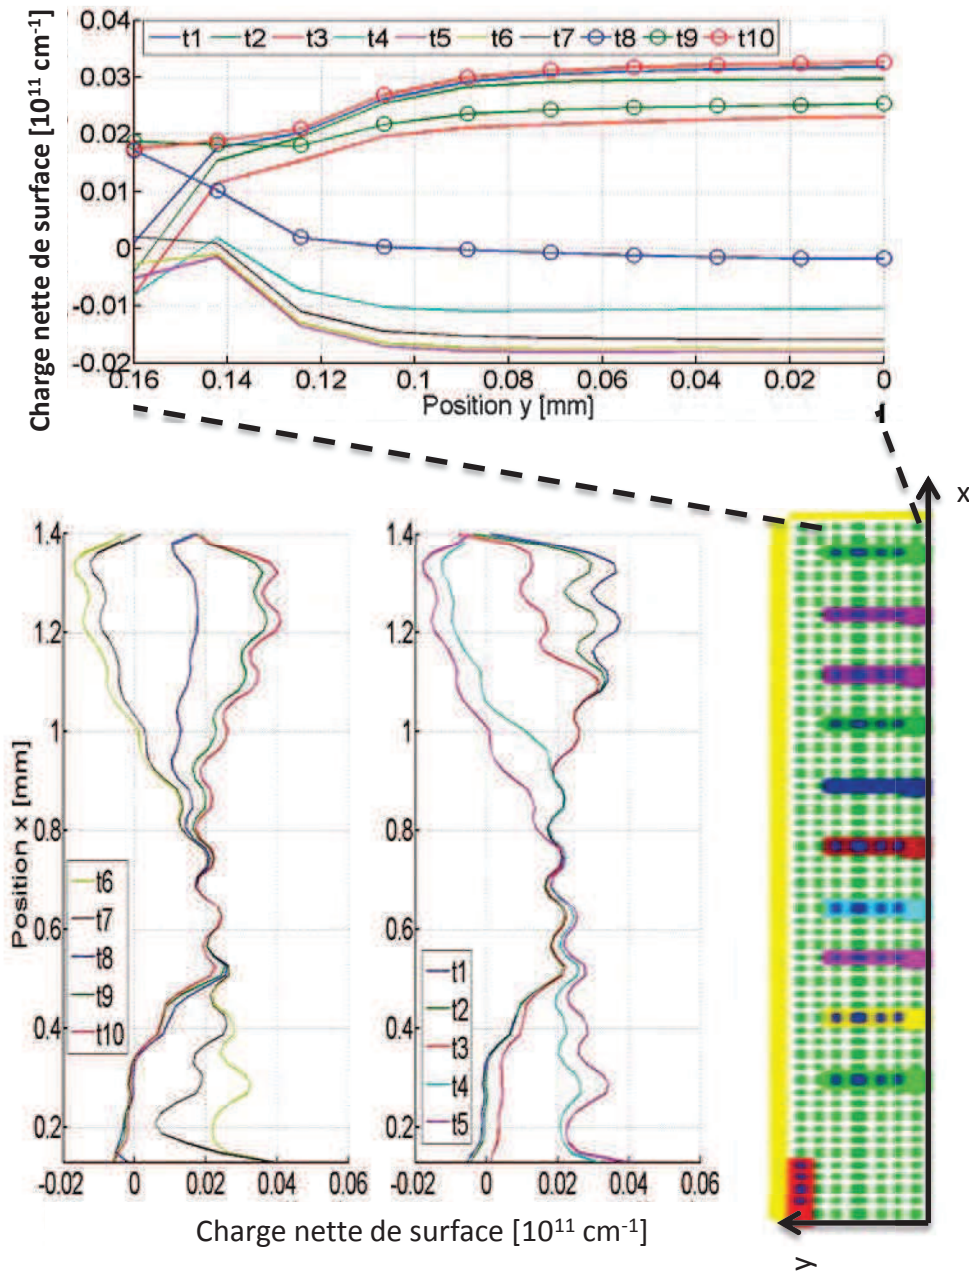 Charge nette de surface [10¹¹ cm⁻¹]
0.04
0.03
0.02
0.01
0
-0.01
-0.02
t1 t2 t3 t4 t5 t6 t7 t8 t9 t10
0.16 0.14 0.12 0.1 0.08 0.06 0.04 0.02 0
Position y [mm]
x
Position x [mm]
1.4
1.2
1
0.8
0.6
0.4
0.2
t6
t7
t8
t9
t10
-0.02 0 0.02 0.04 0.06
1.4
1.2
1
0.8
0.6
0.4
0.2
t1
t2
t3
t4
t5
-0.02 0 0.02 0.04 0.06
Charge nette de surface [10¹¹ cm⁻¹]
y